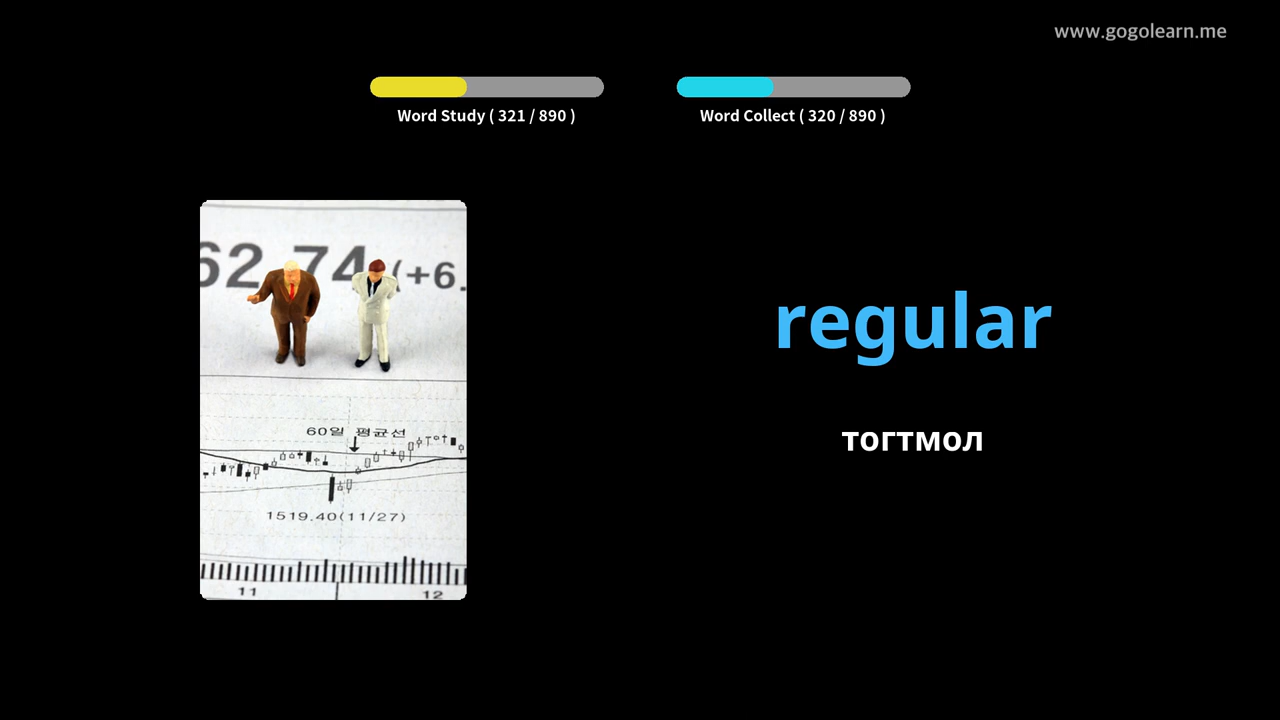 www.gogolearn.me
Word Study ( 321 / 890 )
Word Collect ( 320 / 890 )
62.74 (+6.
60일 평균선
1519.40(11/27)
11
12
regular
тогтмол